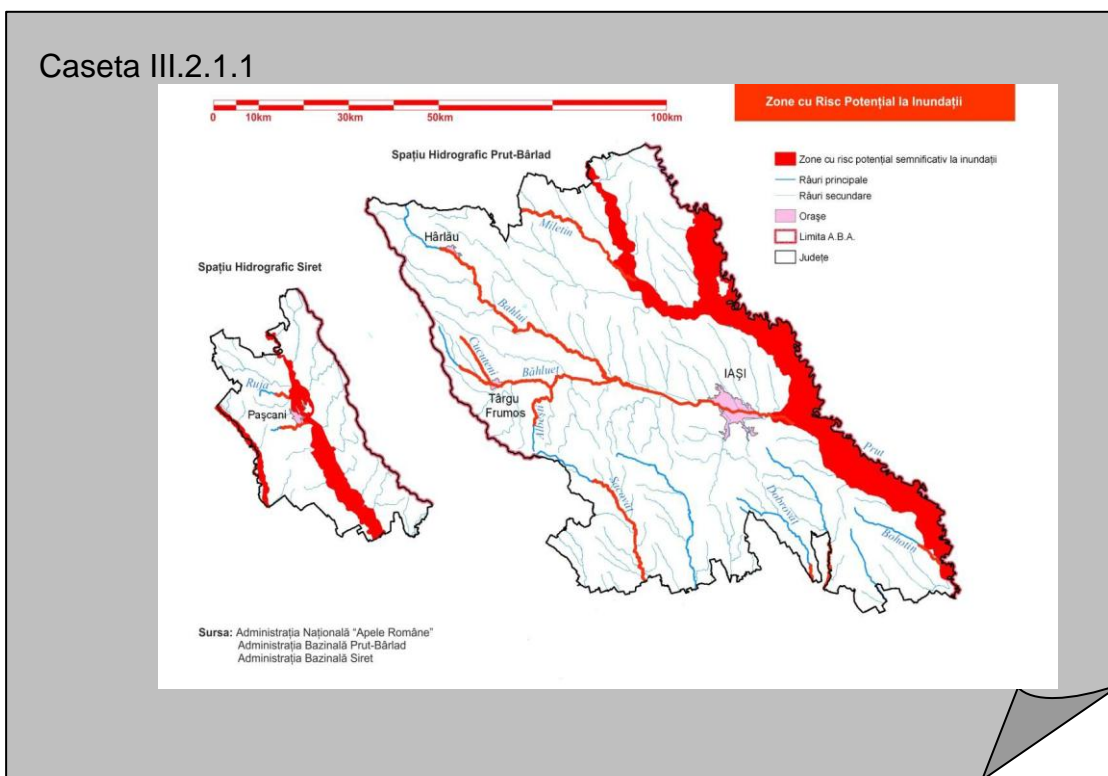 Caseta III.2.1.1
Zone cu Risc Potențial la Inundații
0 10km 30km 50km 100km
Spațiu Hidrografic Prut-Bârlad
Zone cu risc potențial semnificativ la inundații
Râuri principale
Râuri secundare
Orașe
Limita A.B.A.
Județe
Miletin
Hârlău
Spațiu Hidrografic Siret
Bahlui
Cucuteni
Băhlueț
IAȘI
Ruja
Târgu
Frumos
Pașcani
Albești
Prut
Sacovăț
Dobrovăț
Bohotin
Sursa: Administrația Națională "Apele Române"
Administrația Bazinală Prut-Bârlad
Administrația Bazinală Siret